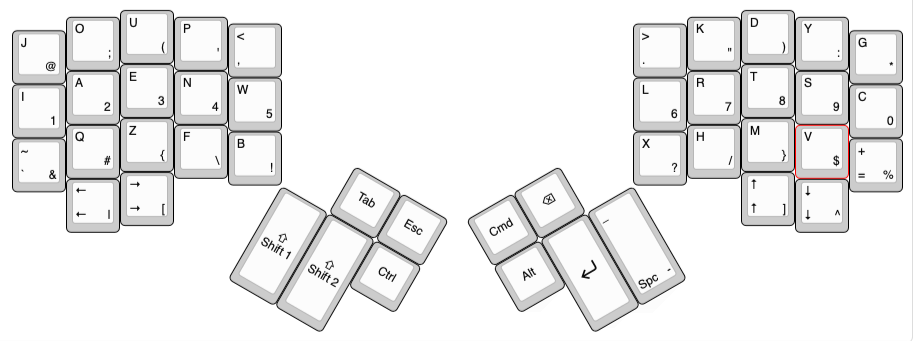 J @
O ;
U (
P '
< ,
> .
K "
D )
Y :
G *
I 1
A 2
E 3
N 4
W 5
L 6
R 7
T 8
S 9
C 0
~ ` &
Q #
Z {
F \
B !
X ?
H /
M }
V $
+ = %
← ← |
→ → [
↑ ↑ ]
↓ ↓ ^
Tab
Esc
⇧ Shift 1
⇧ Shift 2
Ctrl
Cmd
⌫
Alt
↵
_ Spc -